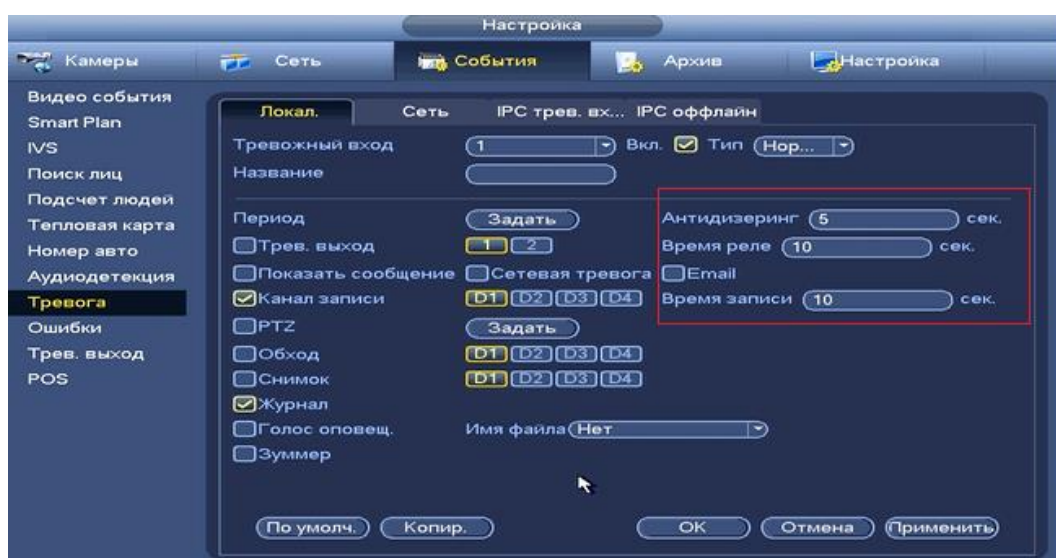 Настройка
Камеры Сеть События Архив Настройка
Видео события
Smart Plan
IVS
Поиск лиц
Подсчет людей
Тепловая карта
Номер авто
Аудиодетекция
Тревога
Ошибки
Трев. выход
POS
Локал. Сеть IPC трев. вх... IPC оффлайн
Тревожный вход 1 Вкл. Тип Нор...
Название
Период Задать Антидизеринг 5 сек.
Трев. выход 1 2 Время реле 10 сек.
Показать сообщение Сетевая тревога Email
Канал записи D1 D2 D3 D4 Время записи 10 сек.
PTZ Задать
Обход D1 D2 D3 D4
Снимок D1 D2 D3 D4
Журнал
Голос оповещ. Имя файла Нет
Зуммер
По умолч. Копир. OK Отмена Применить